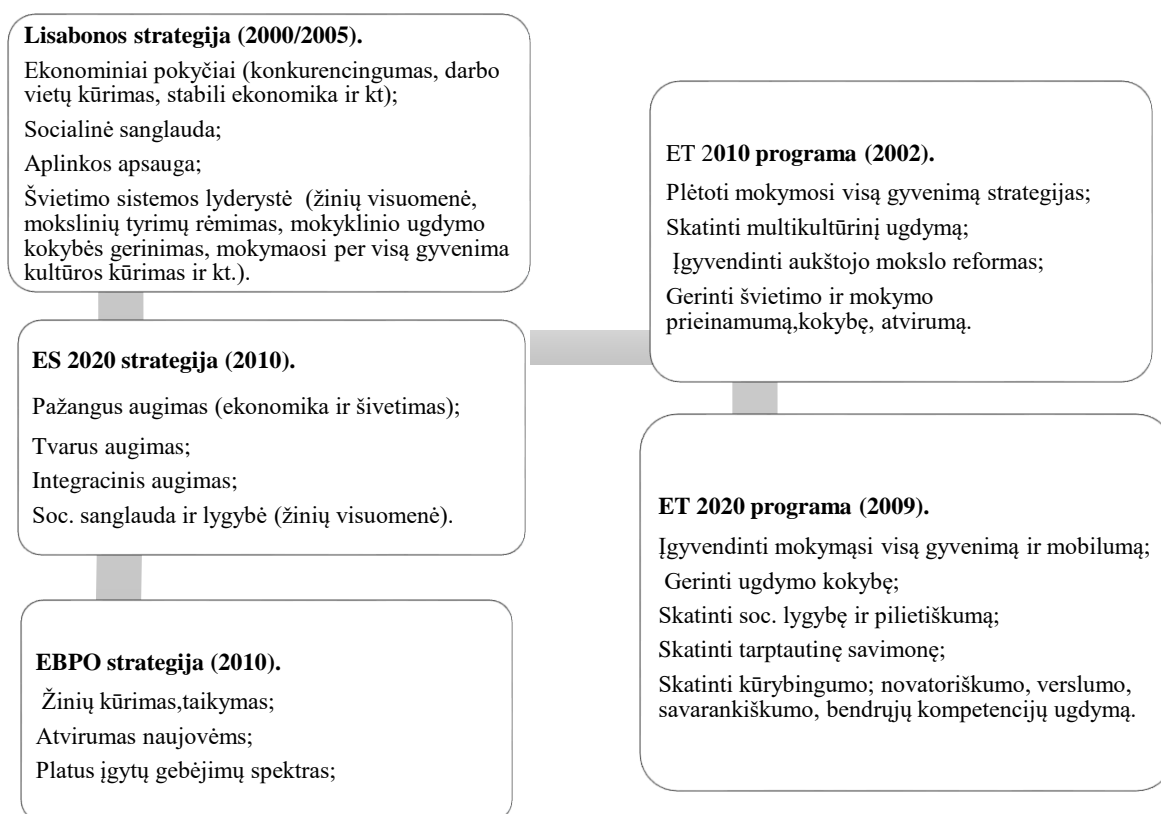 Lisabonos strategija (2000/2005).
Ekonominiai pokyčiai (konkurencingumas, darbo
vietų kūrimas, stabili ekonomika ir kt);
Socialinė sanglauda;
Aplinkos apsauga;
Švietimo sistemos lyderystė (žinių visuomenė,
mokslinių tyrimų rėmimas, mokyklinio ugdymo
kokybės gerinimas, mokymaosi per visą gyvenima
kultūros kūrimas ir kt.).
ES 2020 strategija (2010).
Pažangus augimas (ekonomika ir šivetimas);
Tvarus augimas;
Integracinis augimas;
Soc. sanglauda ir lygybė (žinių visuomenė).
EBPO strategija (2010).
Žinių kūrimas,taikymas;
Atvirumas naujovėms;
Platus įgytų gebėjimų spektras;
ET 2010 programa (2002).
Plėtoti mokymosi visą gyvenimą strategijas;
Skatinti multikultūrinį ugdymą;
Įgyvendinti aukštojo mokslo reformas;
Gerinti švietimo ir mokymo
prieinamumą,kokybę, atvirumą.
ET 2020 programa (2009).
Įgyvendinti mokymąsi visą gyvenimą ir mobilumą;
Gerinti ugdymo kokybę;
Skatinti soc. lygybę ir pilietiškumą;
Skatinti tarptautinę savimonę;
Skatinti kūrybingumo; novatoriškumo, verslumo,
savarankiškumo, bendrųjų kompetencijų ugdymą.